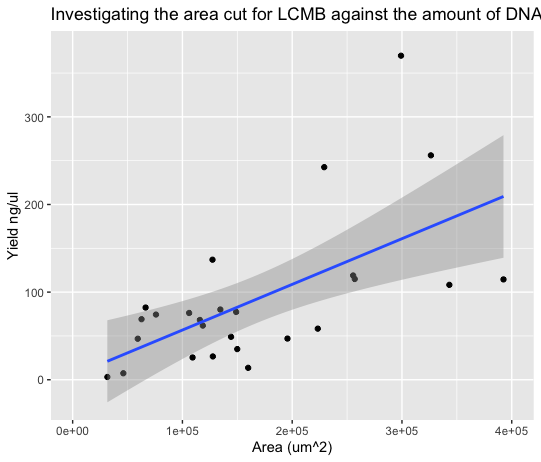 Investigating the area cut for LCMB against the amount of DNA
300
200
100
0
Yield ng/ul
0e+00 1e+05 2e+05 3e+05 4e+05
Area (um^2)